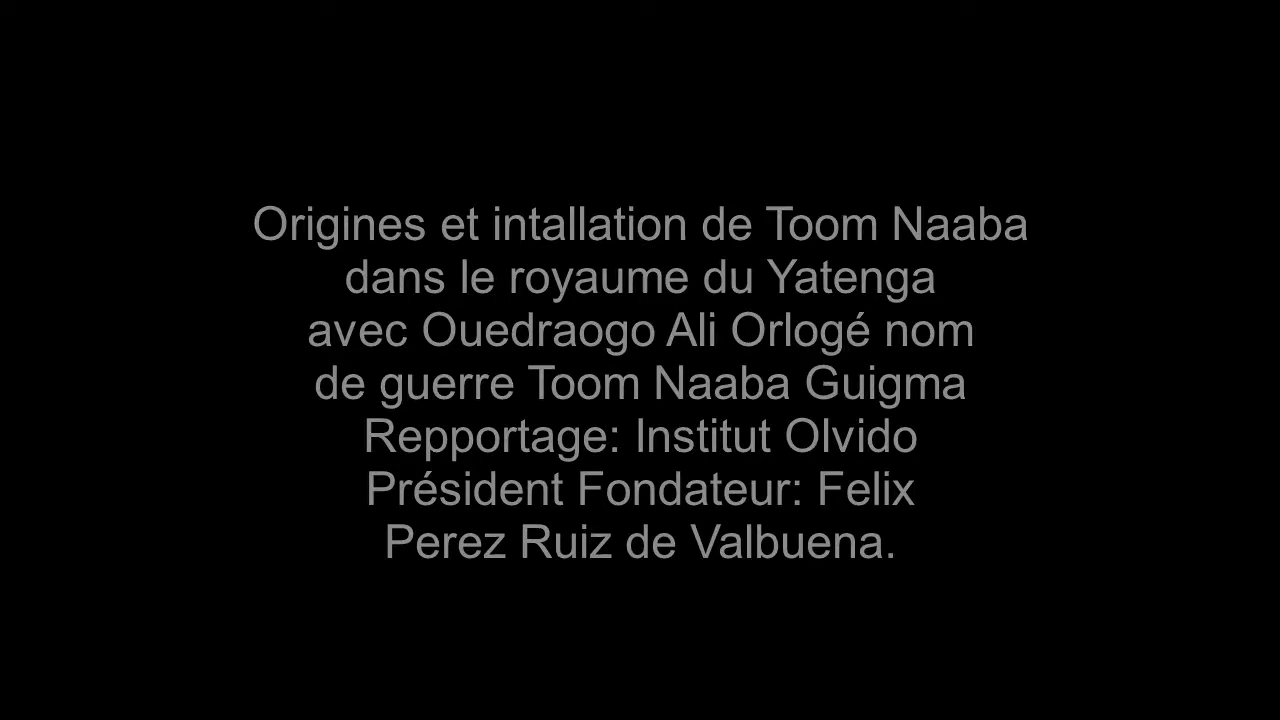 Origines et intallation de Toom Naaba
dans le royaume du Yatenga
avec Ouedraogo Ali Orlogé nom
de guerre Toom Naaba Guigma
Repportage: Institut Olvido
Président Fondateur: Felix
Perez Ruiz de Valbuena.